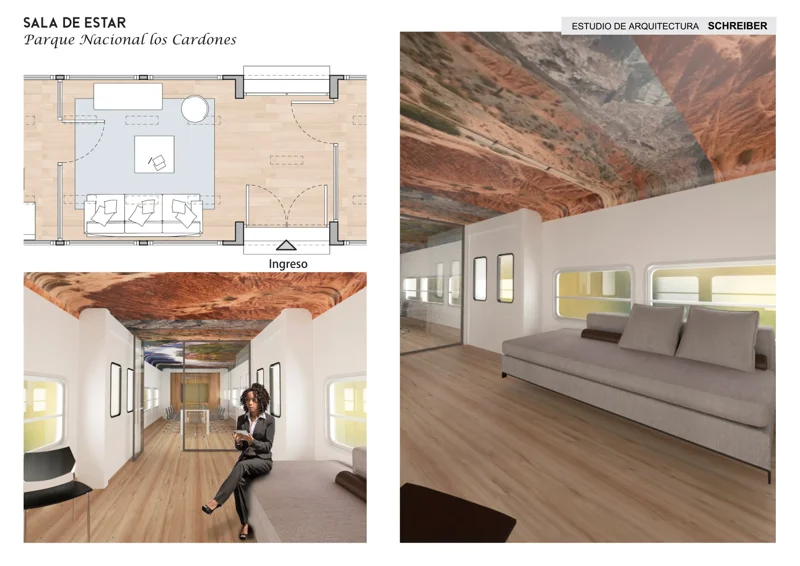 SALA DE ESTAR
Parque Nacional los Cardones
ESTUDIO DE ARQUITECTURA SCHREIBER
Ingreso